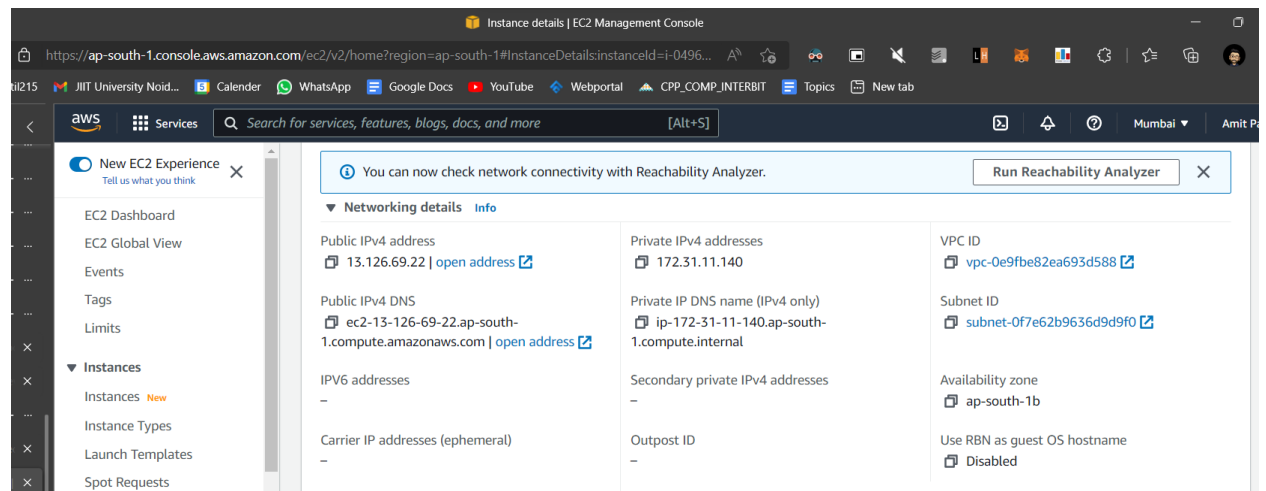 Instance details | EC2 Management Console
https://ap-south-1.console.aws.amazon.com/ec2/v2/home?region=ap-south-1#InstanceDetails:instanceId=i-0496...
til215 JIIT University Noid... Calender WhatsApp Google Docs YouTube Webportal CPP_COMP_INTERBIT Topics New tab
aws Services Search for services, features, blogs, docs, and more [Alt+S] Mumbai ▼ Amit Pa
New EC2 Experience
Tell us what you think
EC2 Dashboard
EC2 Global View
Events
Tags
Limits
Instances
Instances New
Instance Types
Launch Templates
Spot Requests
You can now check network connectivity with Reachability Analyzer. Run Reachability Analyzer
Networking details Info
Public IPv4 address
13.126.69.22 | open address
Private IPv4 addresses
172.31.11.140
VPC ID
vpc-0e9fbe82ea693d588
Public IPv4 DNS
ec2-13-126-69-22.ap-south-
1.compute.amazonaws.com | open address
Private IP DNS name (IPv4 only)
ip-172-31-11-140.ap-south-
1.compute.internal
Subnet ID
subnet-0f7e62b9636d9d9f0
IPV6 addresses
–
Secondary private IPv4 addresses
–
Availability zone
ap-south-1b
Carrier IP addresses (ephemeral)
–
Outpost ID
–
Use RBN as guest OS hostname
Disabled